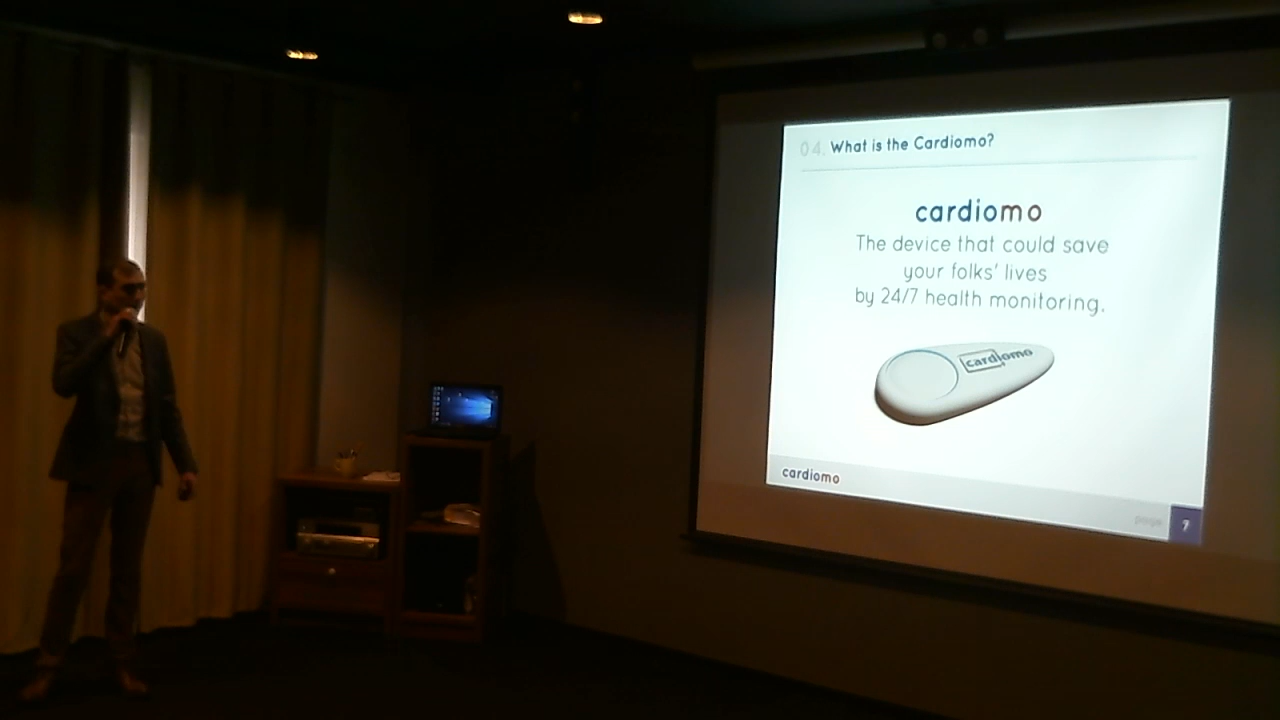 04. What is the Cardiomo?
cardiomo
The device that could save
your folks' lives
by 24/7 health monitoring.
cardiomo
cardiomo
page 7